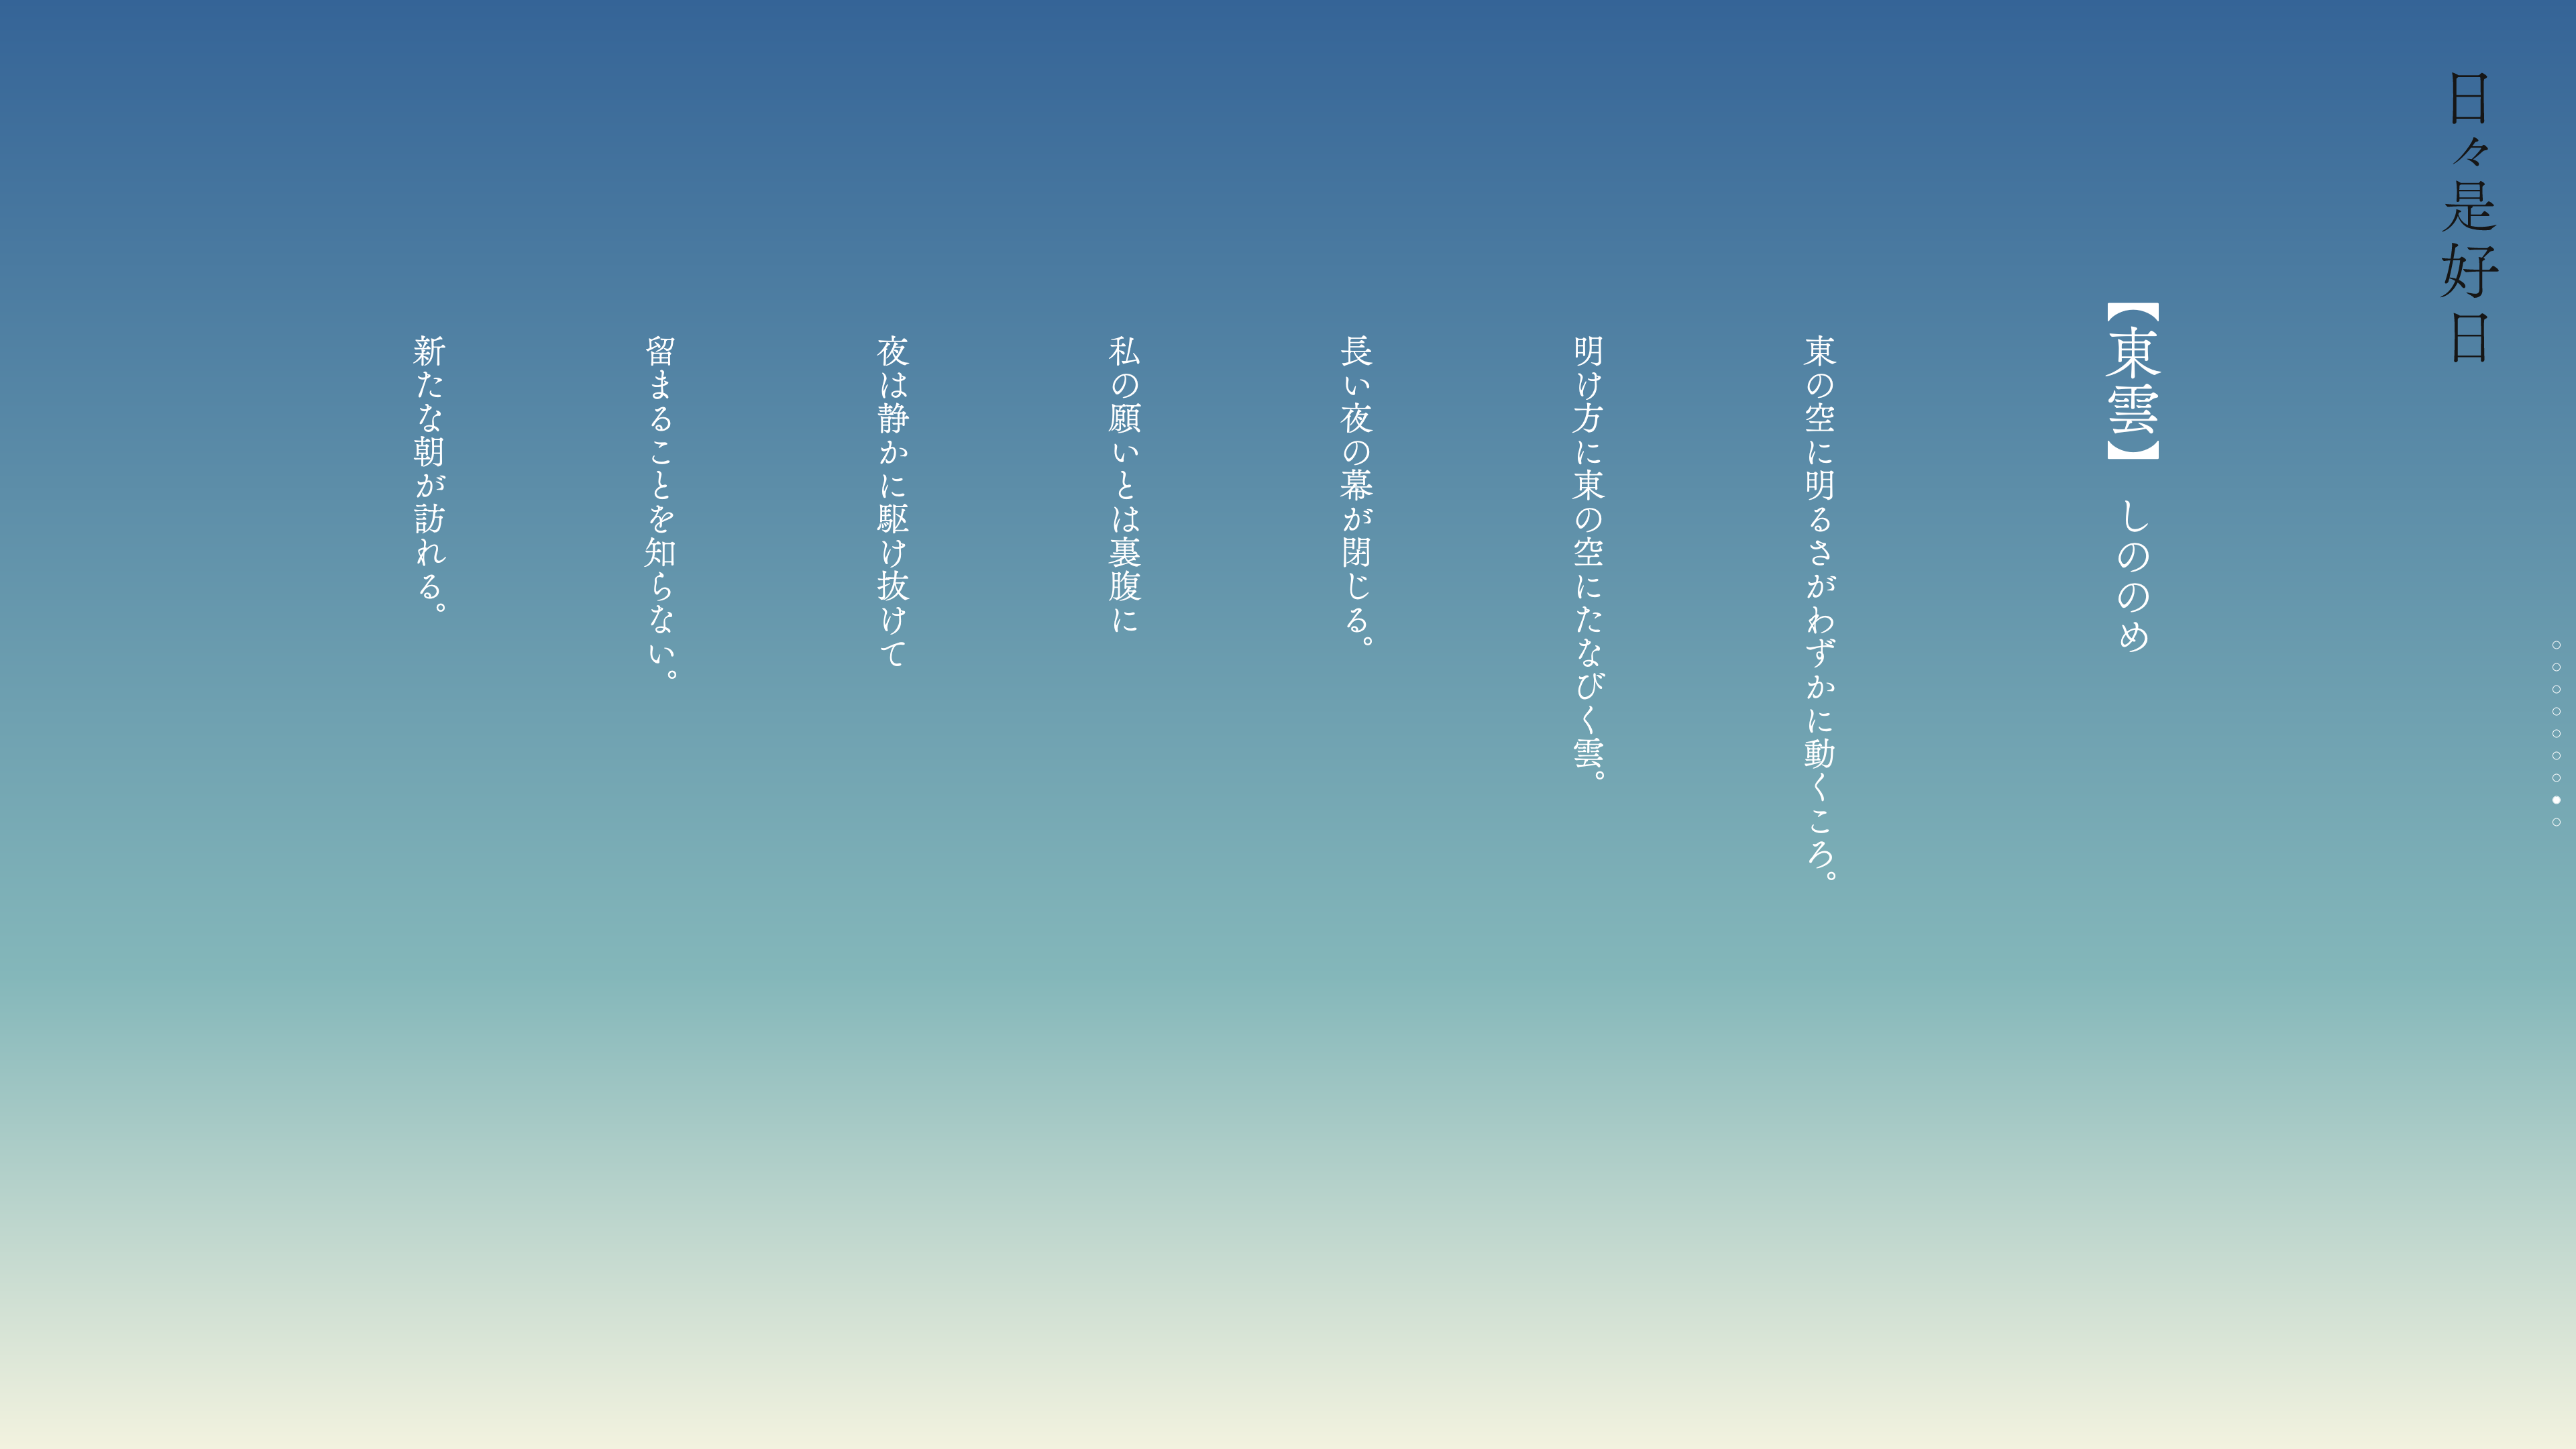 日々是好日
【東雲】 しののめ
東の空に明るさがわずかに動くころ。
明け方に東の空にたなびく雲。
長い夜の幕が閉じる。
私の願いとは裏腹に
夜は静かに駆け抜けて
留まることを知らない。
新たな朝が訪れる。